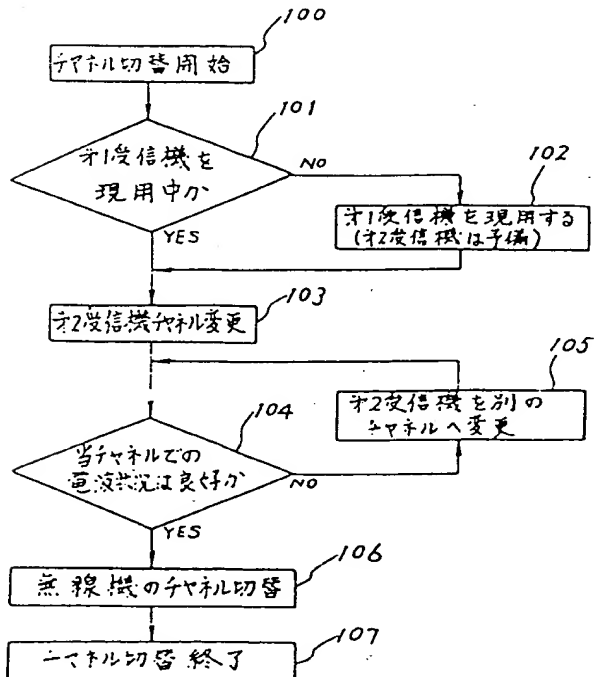 100
チャネル切替開始
101
オ1受信機を
現用中か
NO
102
オ1受信機を現用する
(オ2受信機は予備)
YES
103
オ2受信機チャネル変更
105
オ2受信機を別の
チャネルへ変更
104
当チャネルでの
電波状況は良好か
NO
YES
106
無線機のチャネル切替
107
チャネル切替終了